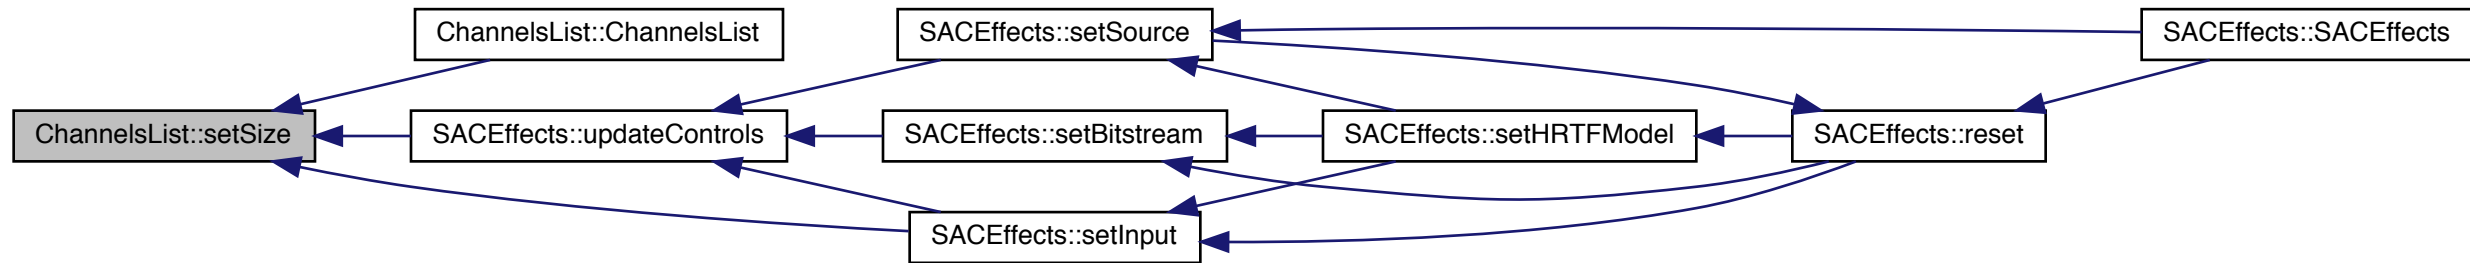 ChannelsList::ChannelsList
SACEffects::setSource
SACEffects::SACEffects
ChannelsList::setSize
SACEffects::updateControls
SACEffects::setBitstream
SACEffects::setHRTFModel
SACEffects::reset
SACEffects::setInput